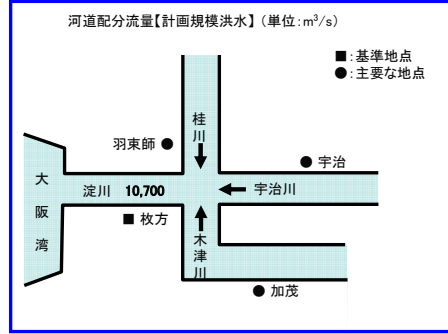 河道配分流量【計画規模洪水】（単位：m³/s）
■：基準地点
●：主要な地点
桂川
羽束師 ●
● 宇治
大阪湾
淀川 10,700
宇治川
■ 枚方
木津川
● 加茂